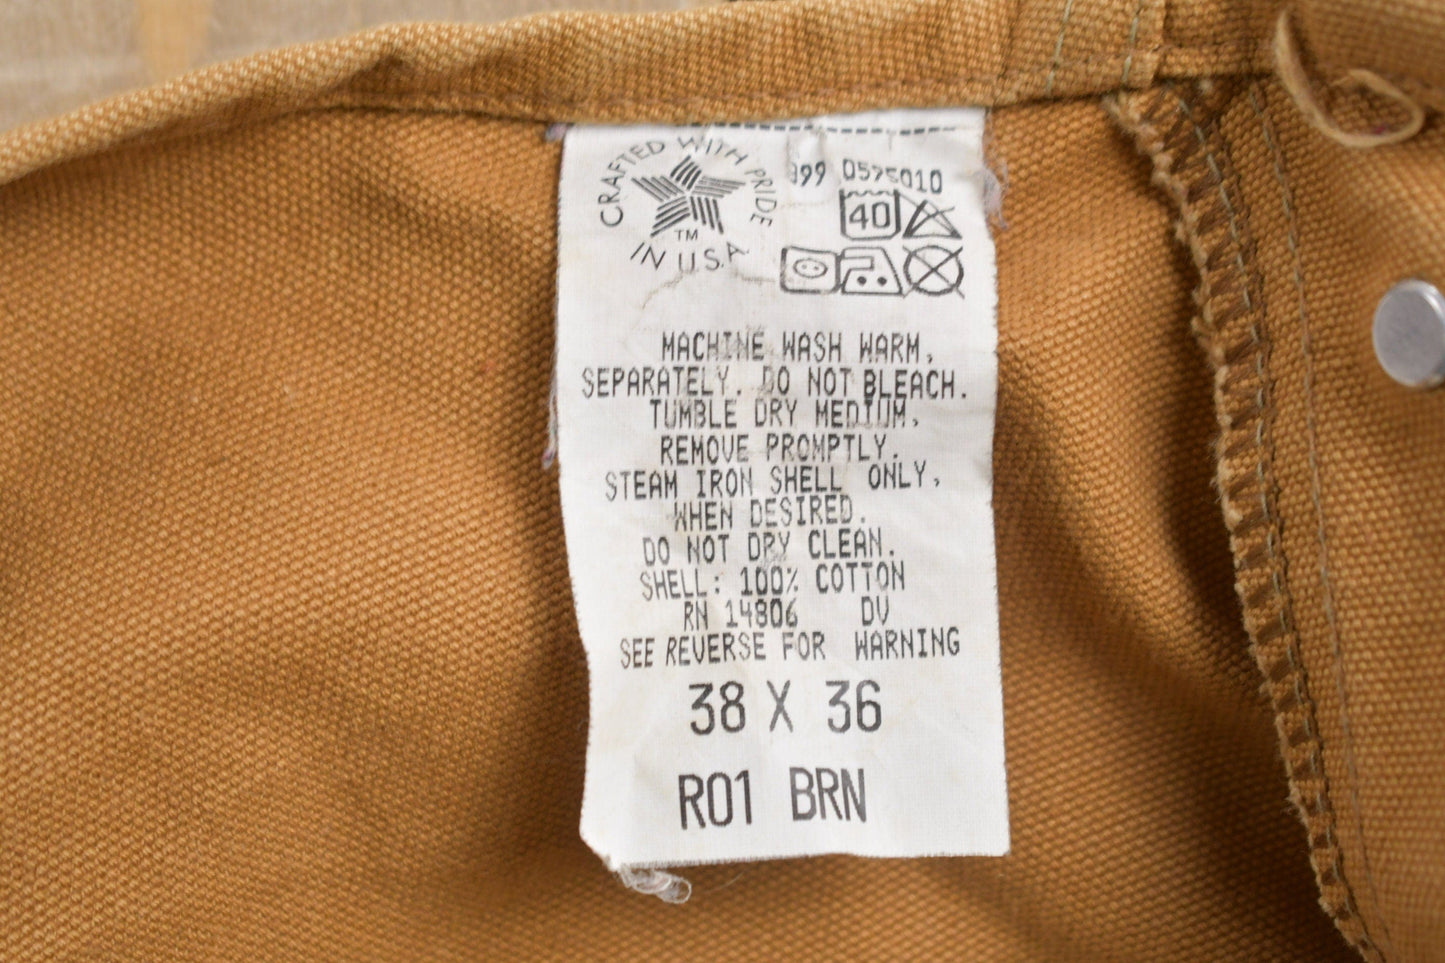 CRAFTED WITH PRIDE
TM
IN U.S.A
999 0575010
40
MACHINE WASH WARM,
SEPARATELY. DO NOT BLEACH.
TUMBLE DRY MEDIUM,
REMOVE PROMPTLY.
STEAM IRON SHELL ONLY,
WHEN DESIRED.
DO NOT DRY CLEAN.
SHELL: 100% COTTON
RN 14806 DV
SEE REVERSE FOR WARNING
38 X 36
R01 BRN